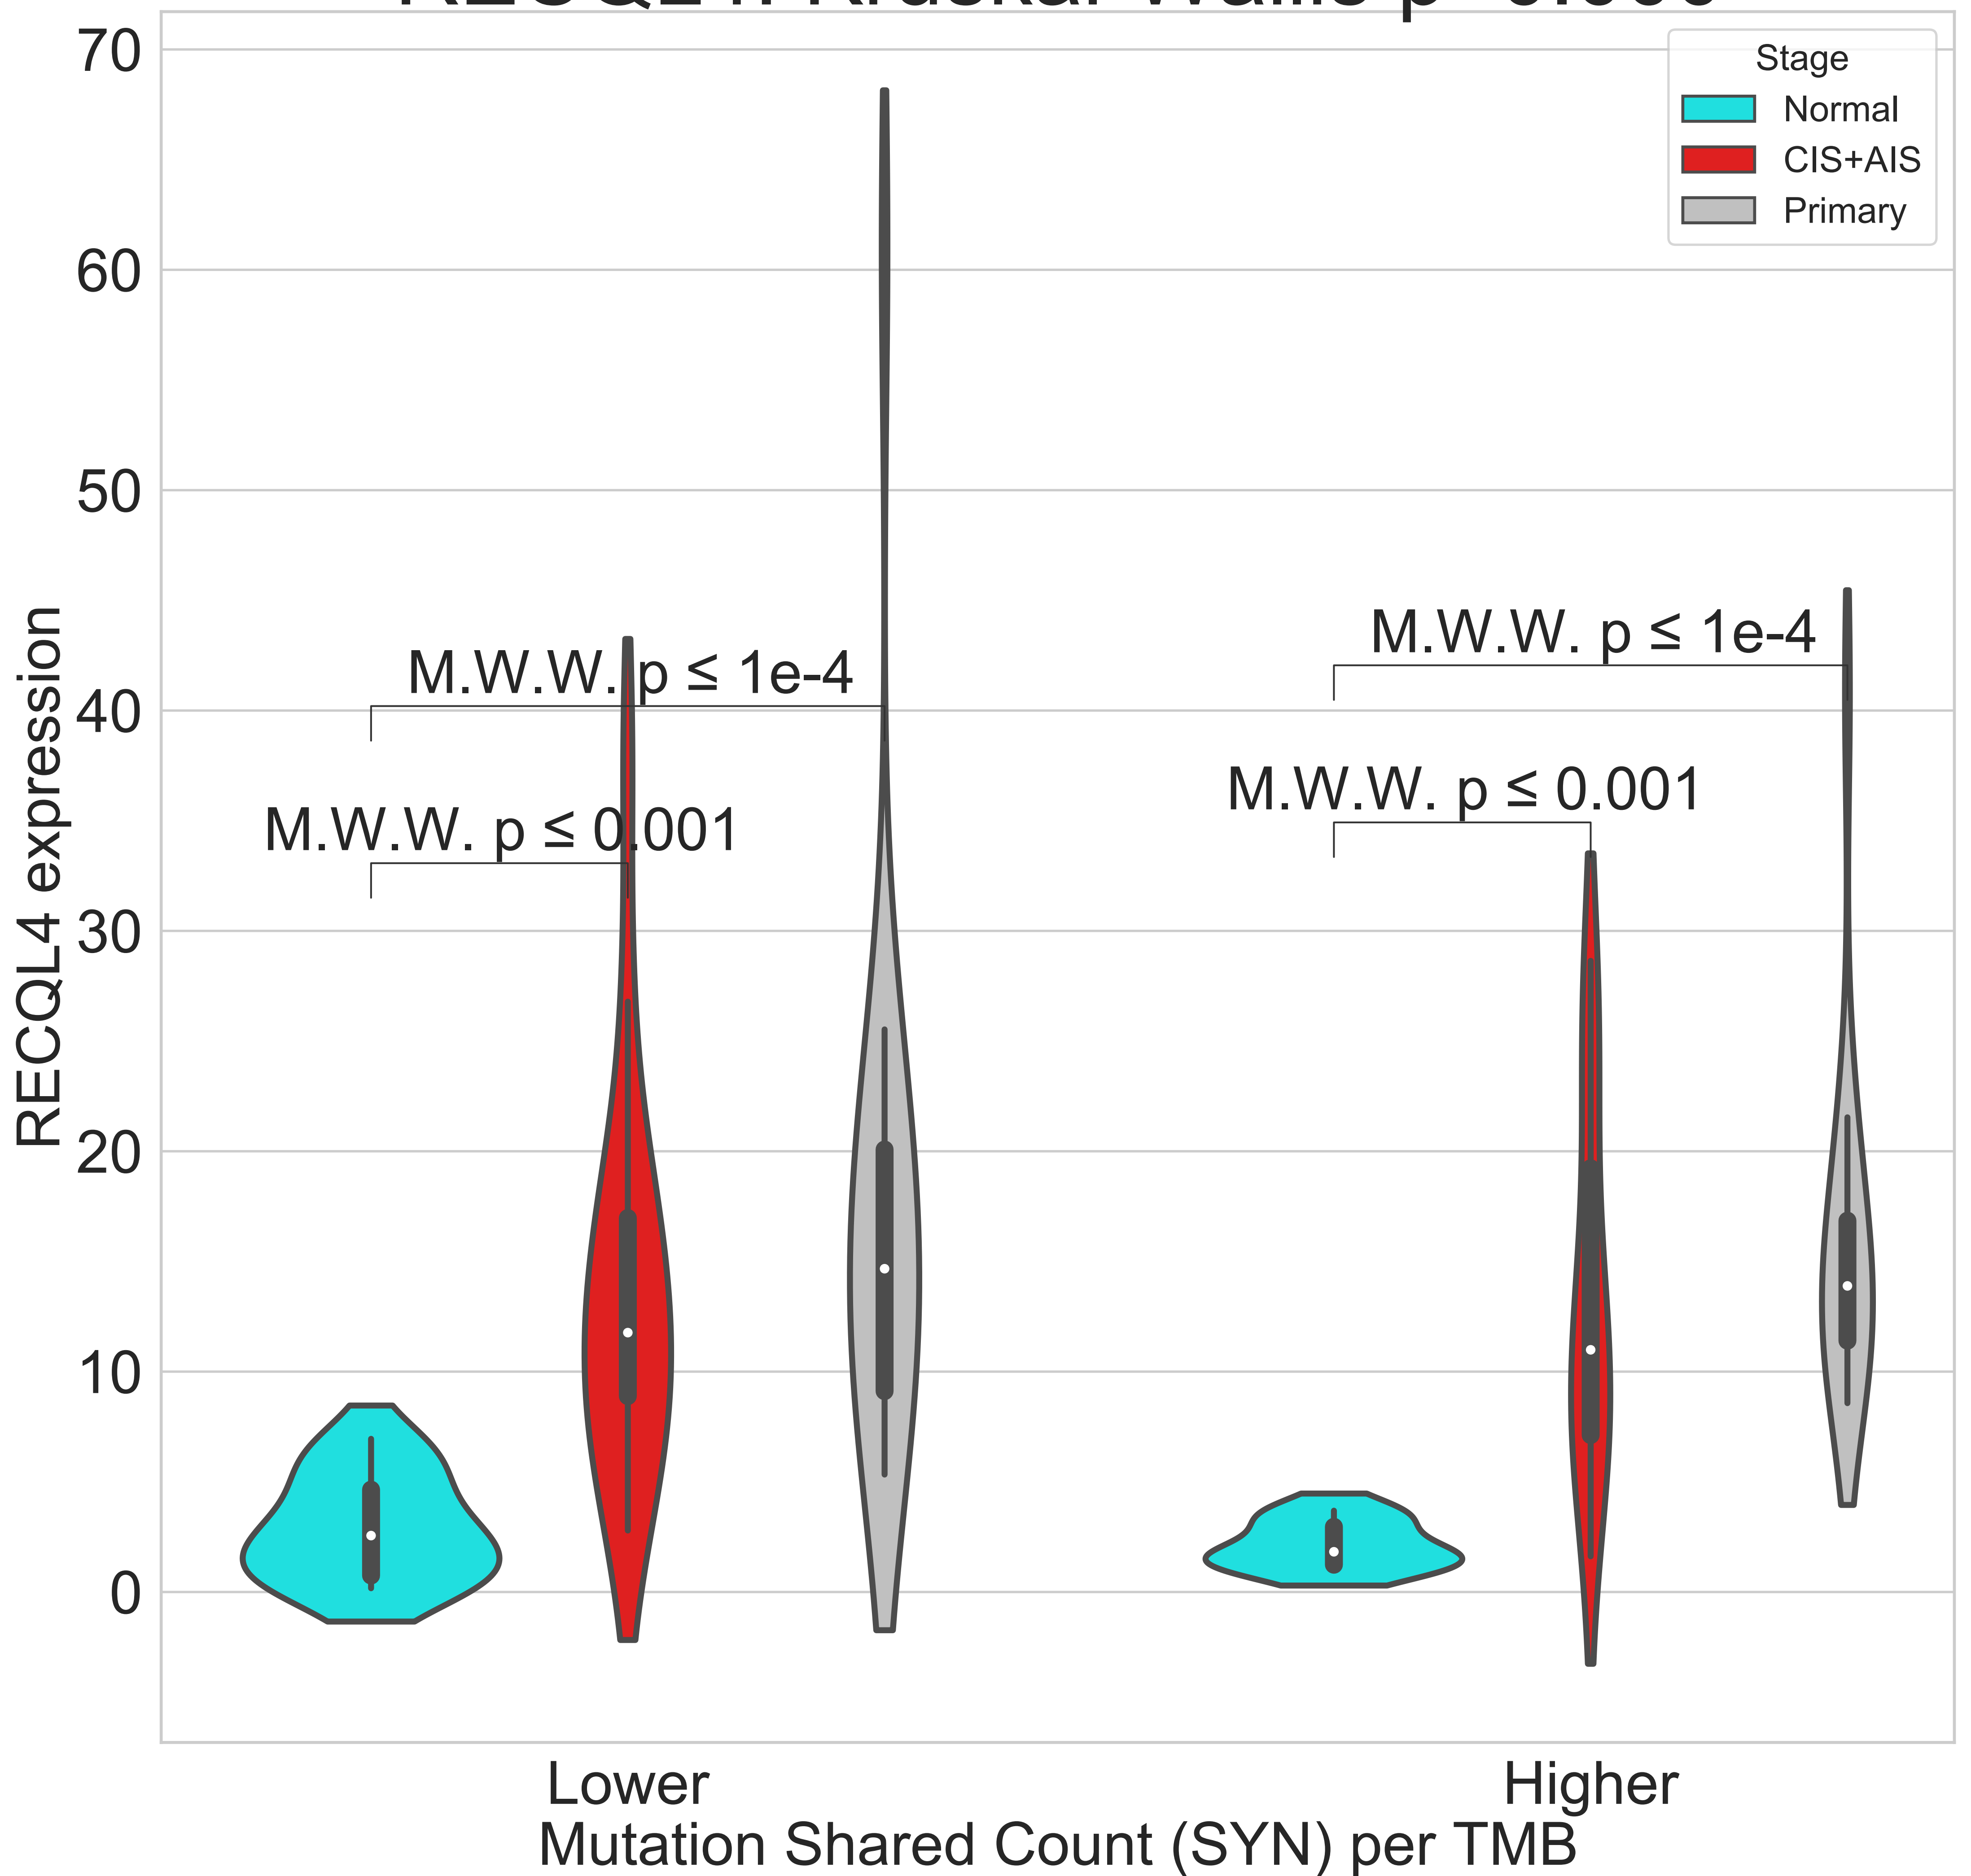 70
Stage
Normal
CIS+AIS
Primary
60
50
M.W.W. p ≤ 1e-4
M.W.W. p ≤ 1e-4
40
M.W.W. p ≤ 0.001
M.W.W. p ≤ 0.001
30
20
10
0
RECQL4 expression
Lower
Higher
Mutation Shared Count (SYN) per TMB